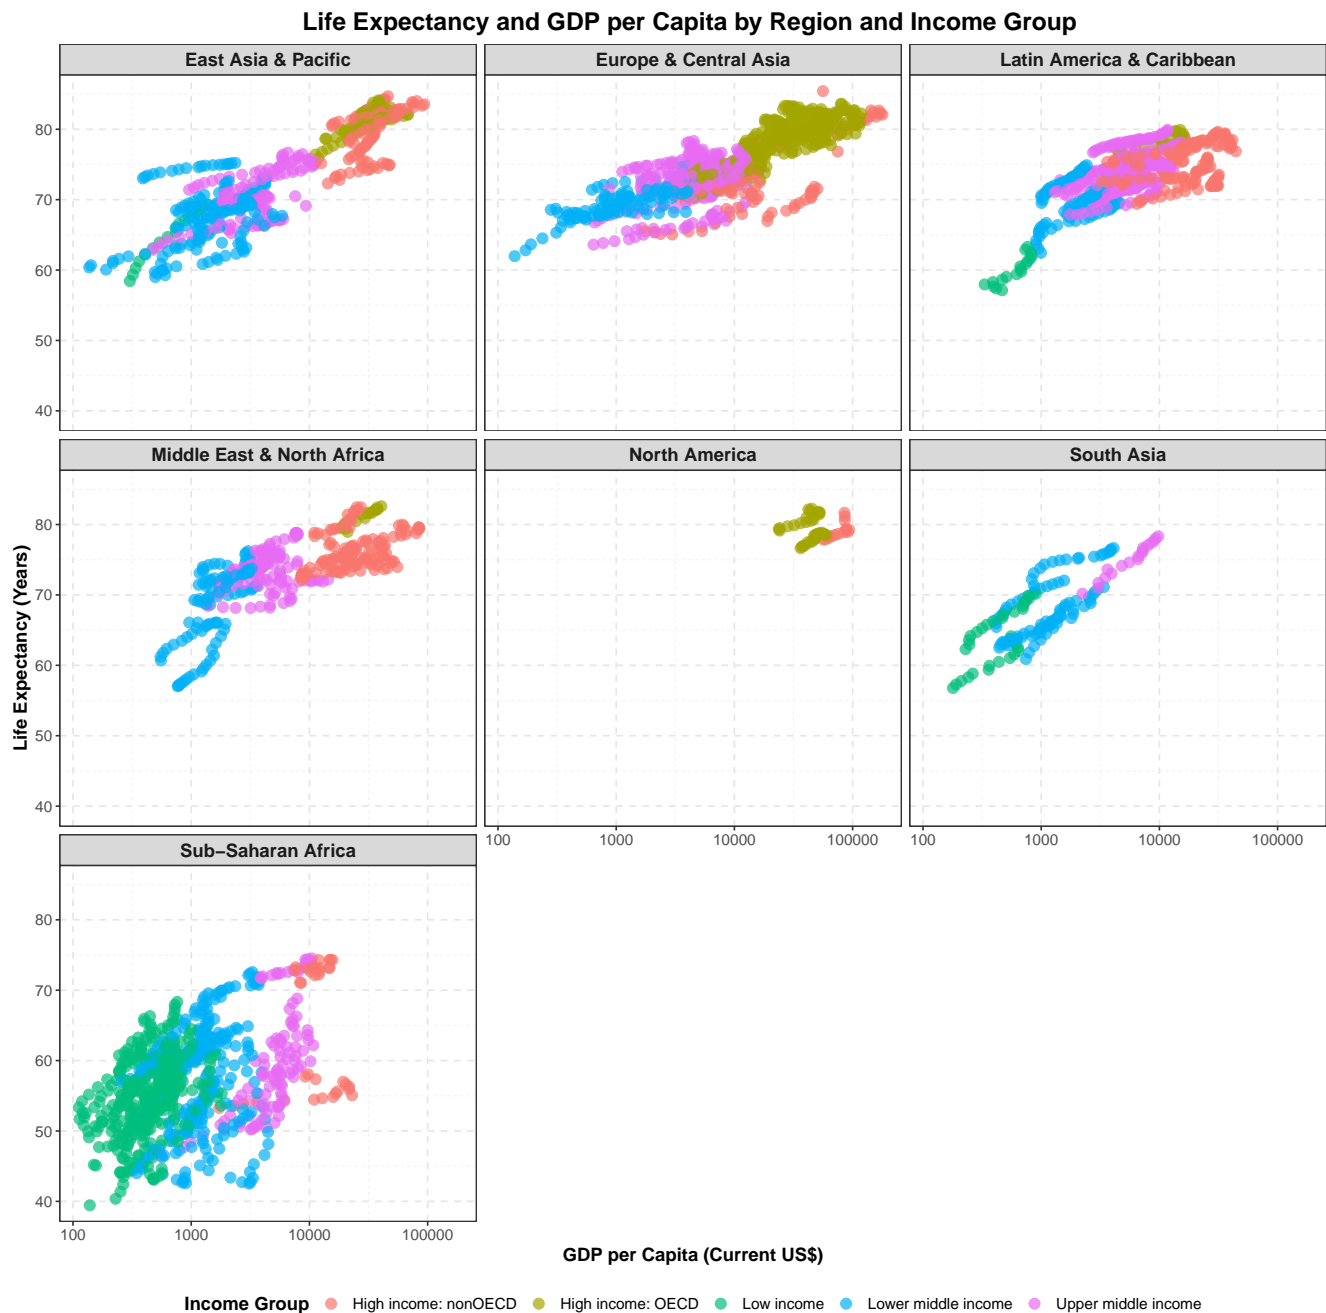 Life Expectancy and GDP per Capita by Region and Income Group
East Asia & Pacific
Europe & Central Asia
Latin America & Caribbean
80
70
60
50
40
Middle East & North Africa
North America
South Asia
80
70
60
50
40
100 1000 10000 100000
100 1000 10000 100000
Sub−Saharan Africa
80
70
60
50
40
100 1000 10000 100000
Life Expectancy (Years)
GDP per Capita (Current US$)
Income Group High income: nonOECD High income: OECD Low income Lower middle income Upper middle income